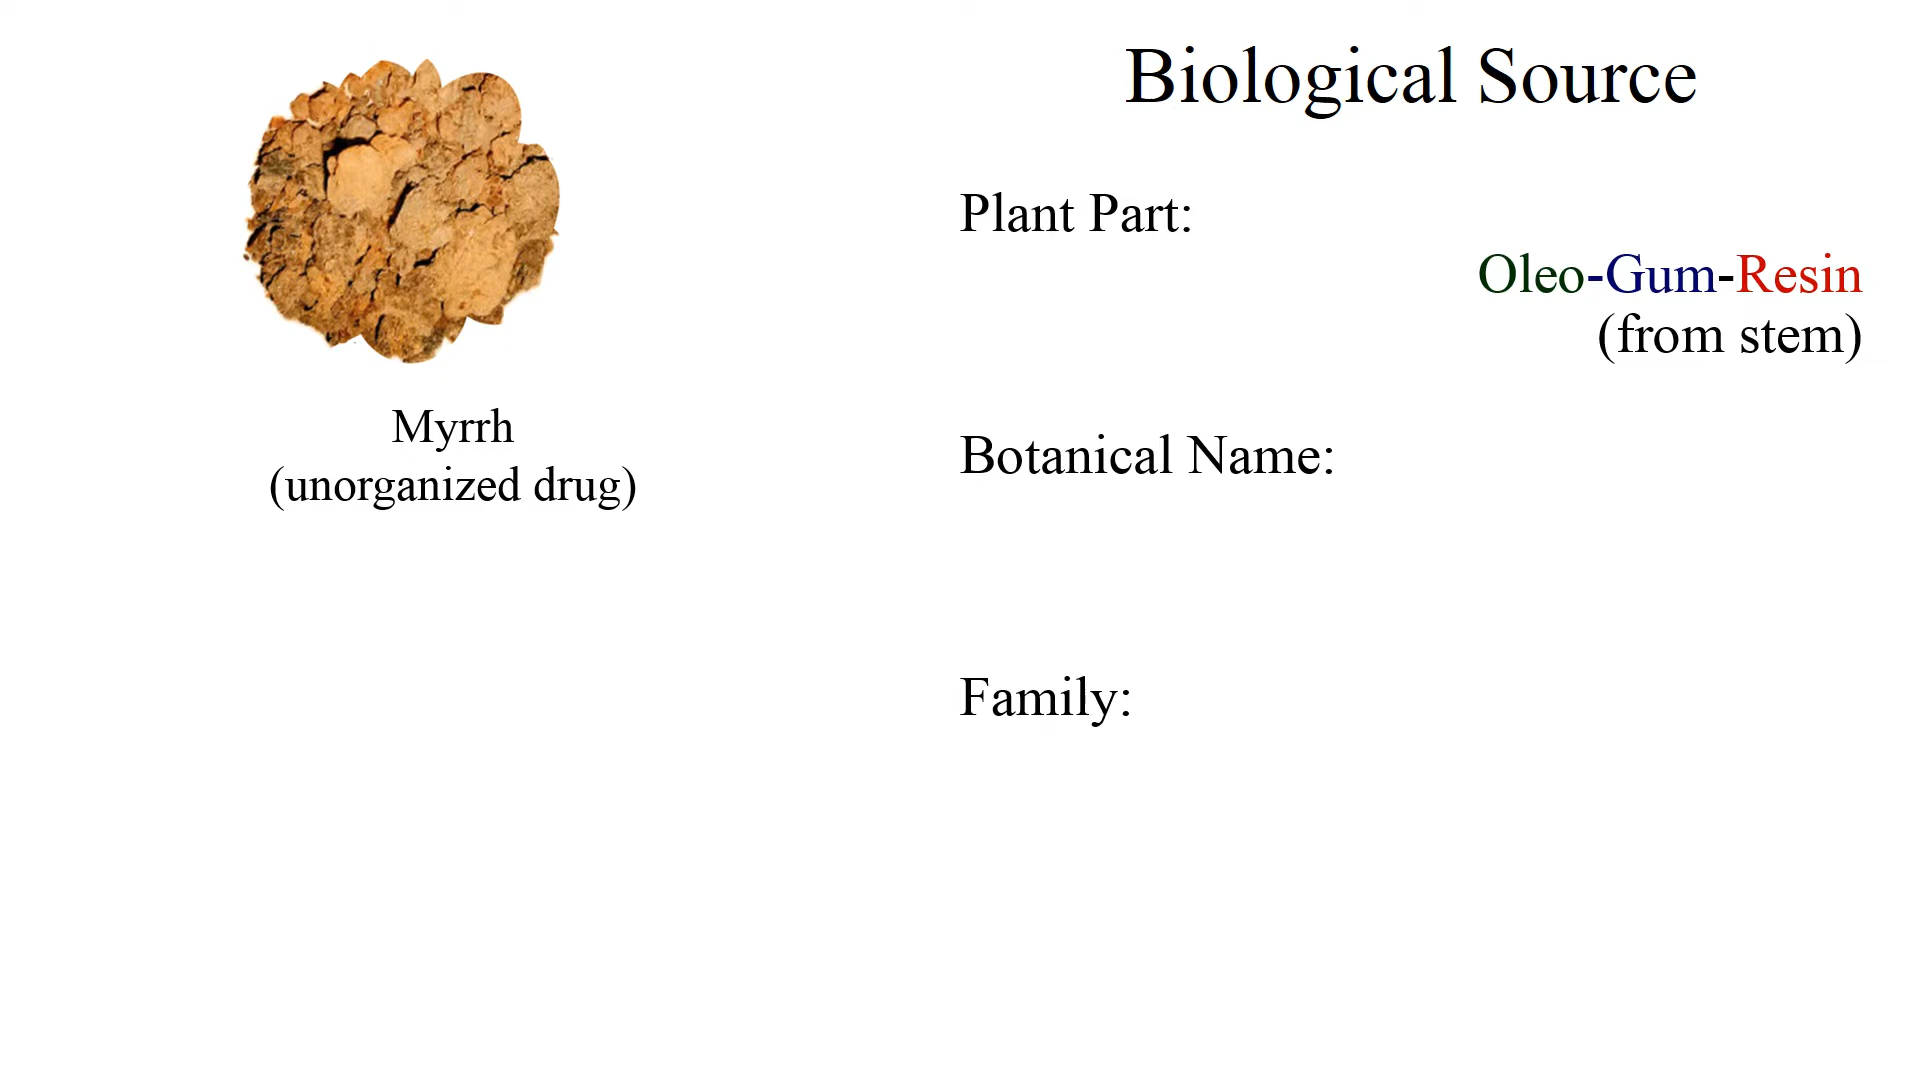 Biological Source
Plant Part:
Oleo-Gum-Resin
(from stem)
Myrrh
(unorganized drug)
Botanical Name:
Family: